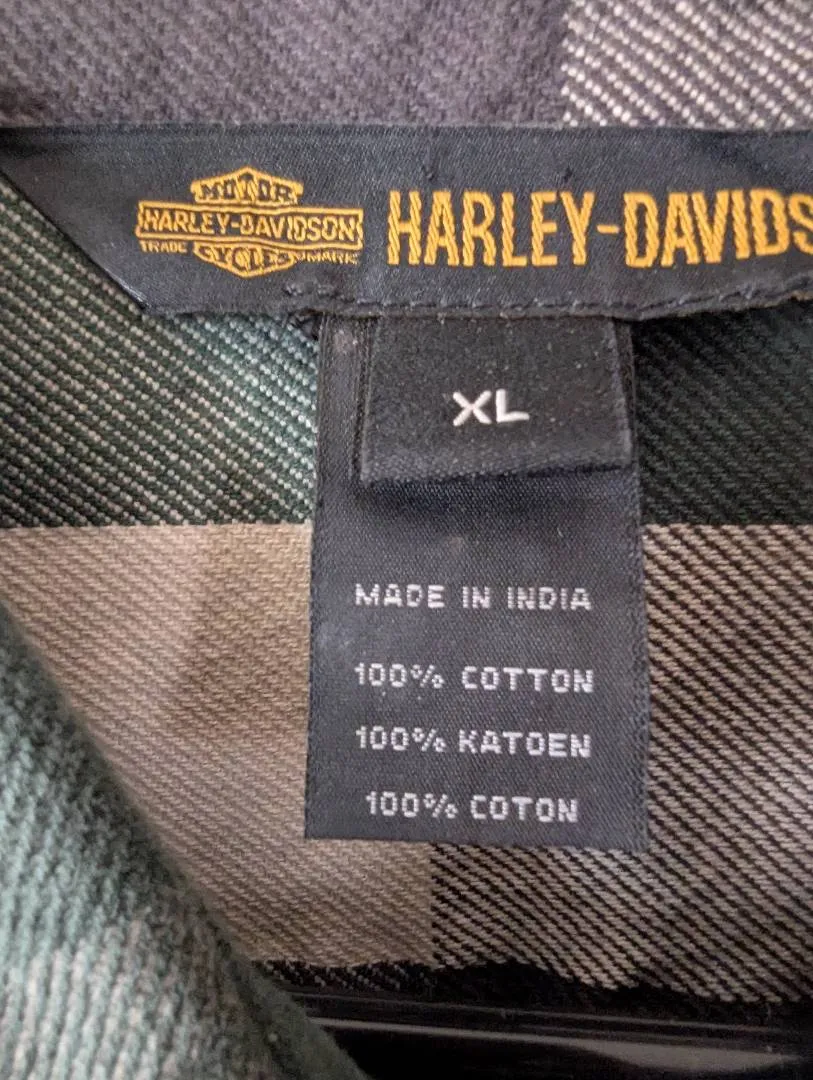 MOTOR
HARLEY-DAVIDSON
TRADE CYCLES MARK
HARLEY-DAVIDS
XL
MADE IN INDIA
100% COTTON
100% KATOEN
100% COTON